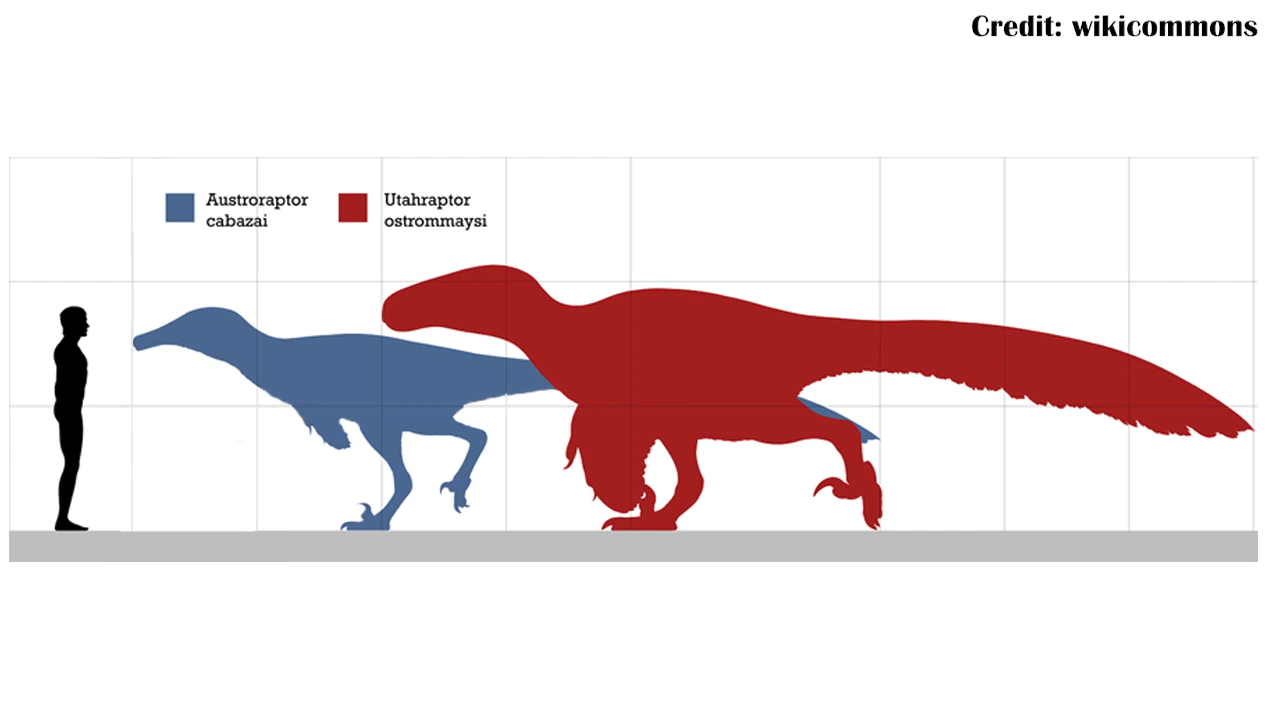 Credit: wikicommons
Austroraptor
cabazai
Utahraptor
ostrommaysi